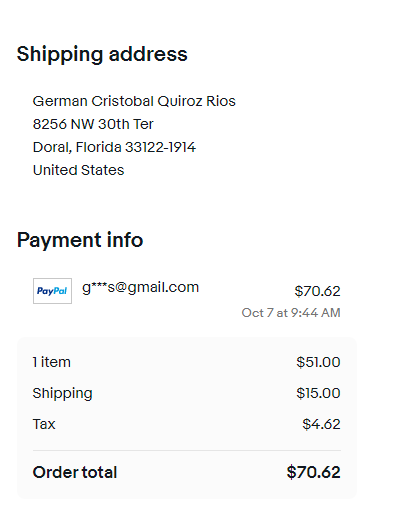 Shipping address
German Cristobal Quiroz Rios
8256 NW 30th Ter
Doral, Florida 33122-1914
United States
Payment info
PayPal g***s@gmail.com $70.62
Oct 7 at 9:44 AM
1 item $51.00
Shipping $15.00
Tax $4.62
Order total $70.62